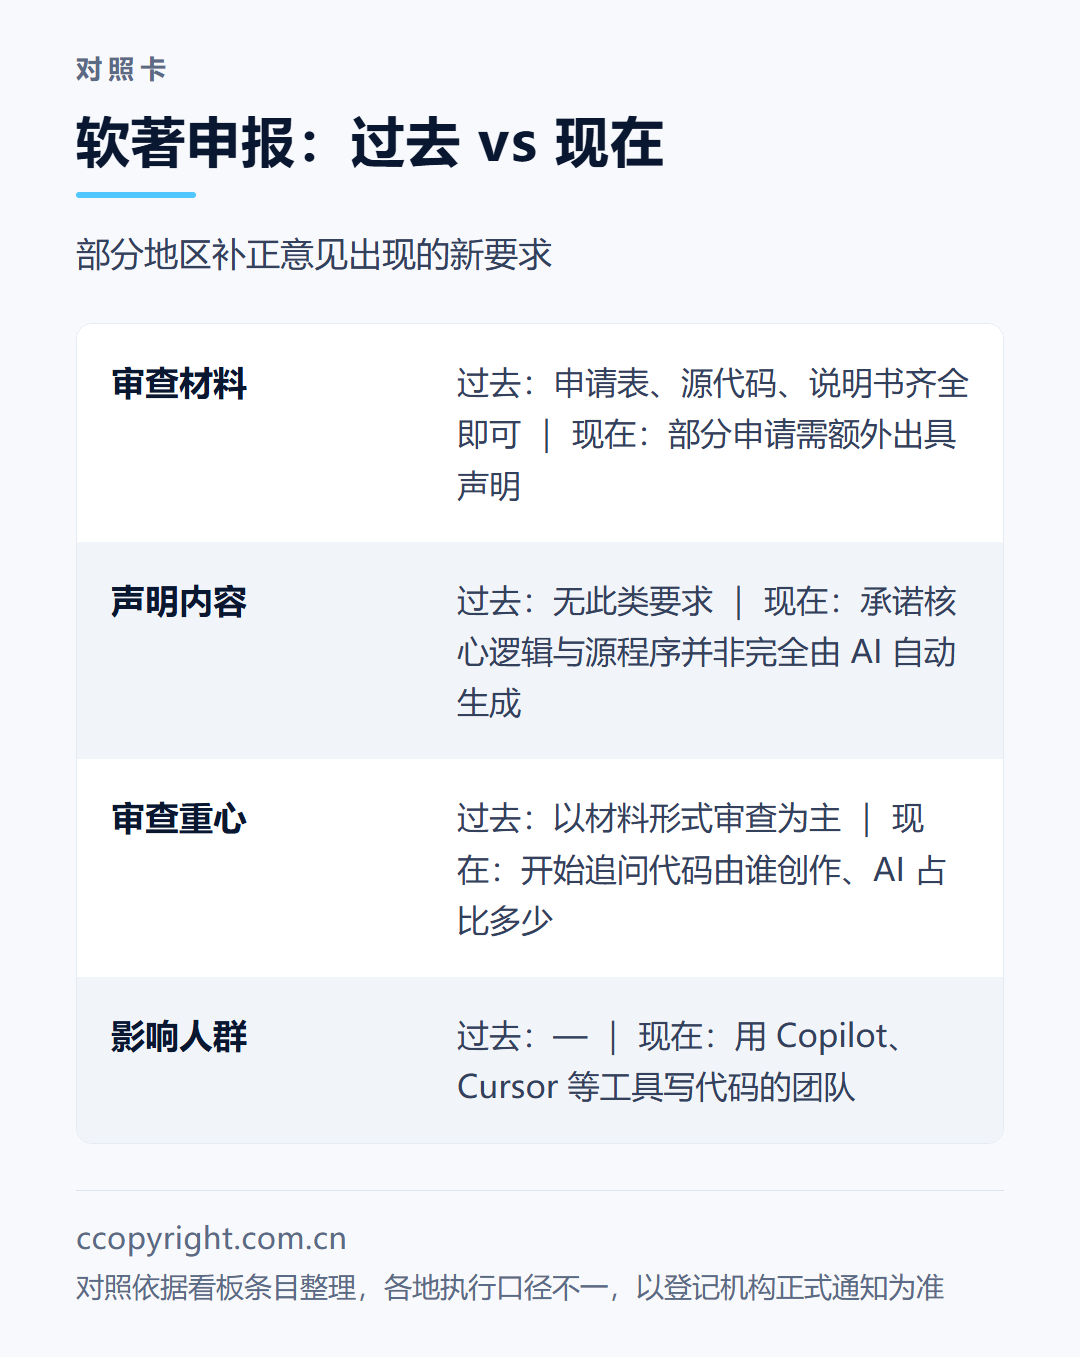 对照卡
软著申报：过去 vs 现在
部分地区补正意见出现的新要求
审查材料
过去：申请表、源代码、说明书齐全
即可 ｜ 现在：部分申请需额外出具
声明
声明内容
过去：无此类要求 ｜ 现在：承诺核
心逻辑与源程序并非完全由 AI 自动
生成
审查重心
过去：以材料形式审查为主 ｜ 现
在：开始追问代码由谁创作、AI 占
比多少
影响人群
过去：— ｜ 现在：用 Copilot、
Cursor 等工具写代码的团队
ccopyright.com.cn
对照依据看板条目整理，各地执行口径不一，以登记机构正式通知为准